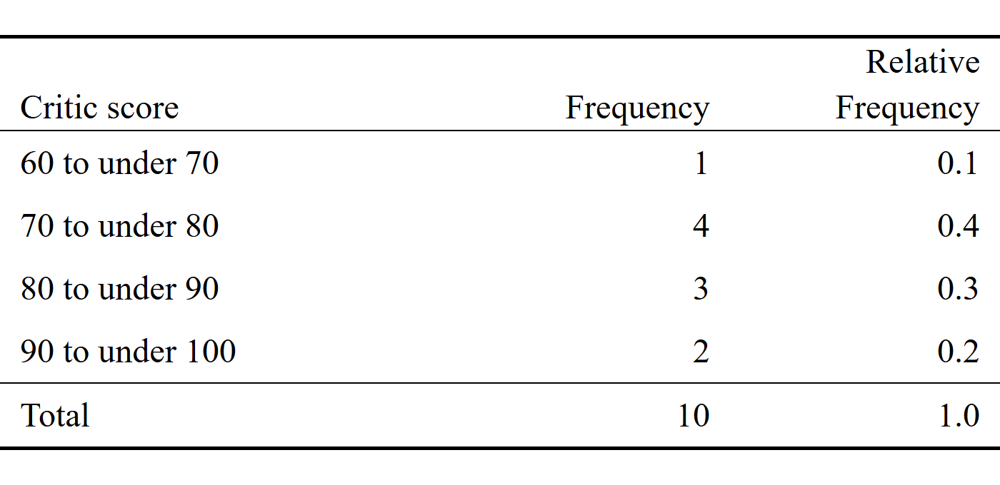 Relative
Critic score Frequency Frequency
60 to under 70 1 0.1
70 to under 80 4 0.4
80 to under 90 3 0.3
90 to under 100 2 0.2
Total 10 1.0